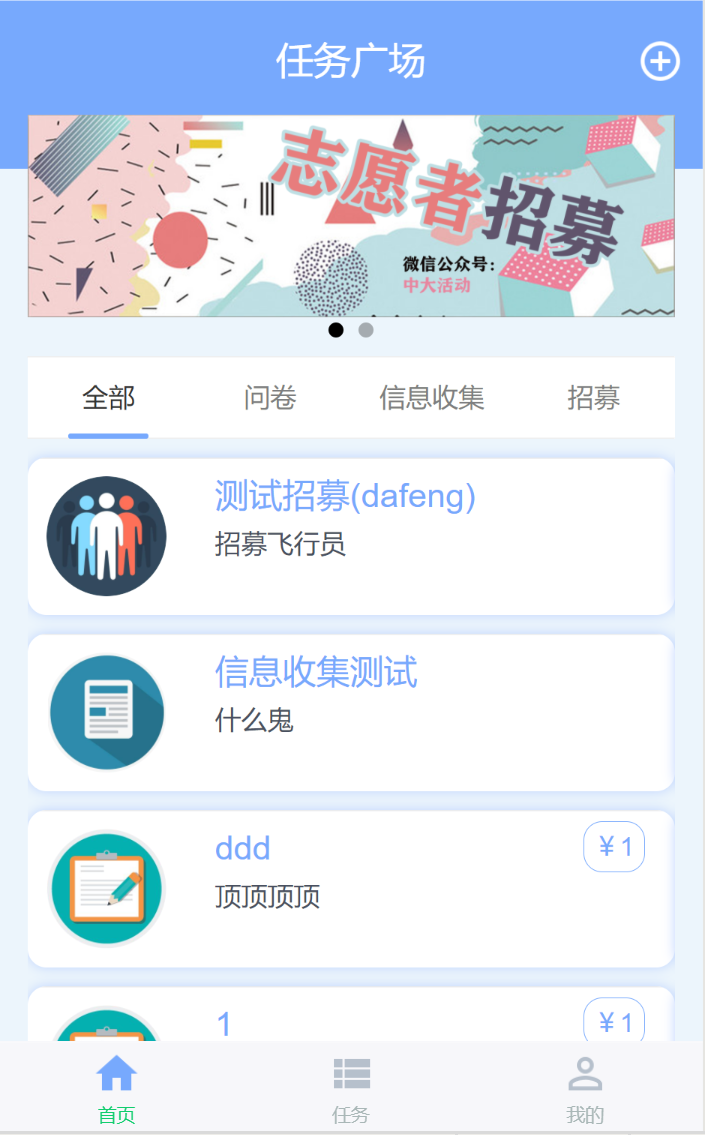 任务广场
志愿者招募
微信公众号：
中大活动
全部 问卷 信息收集 招募
测试招募(dafeng)
招募飞行员
信息收集测试
什么鬼
ddd ¥ 1
顶顶顶顶
1 ¥ 1
首页 任务 我的